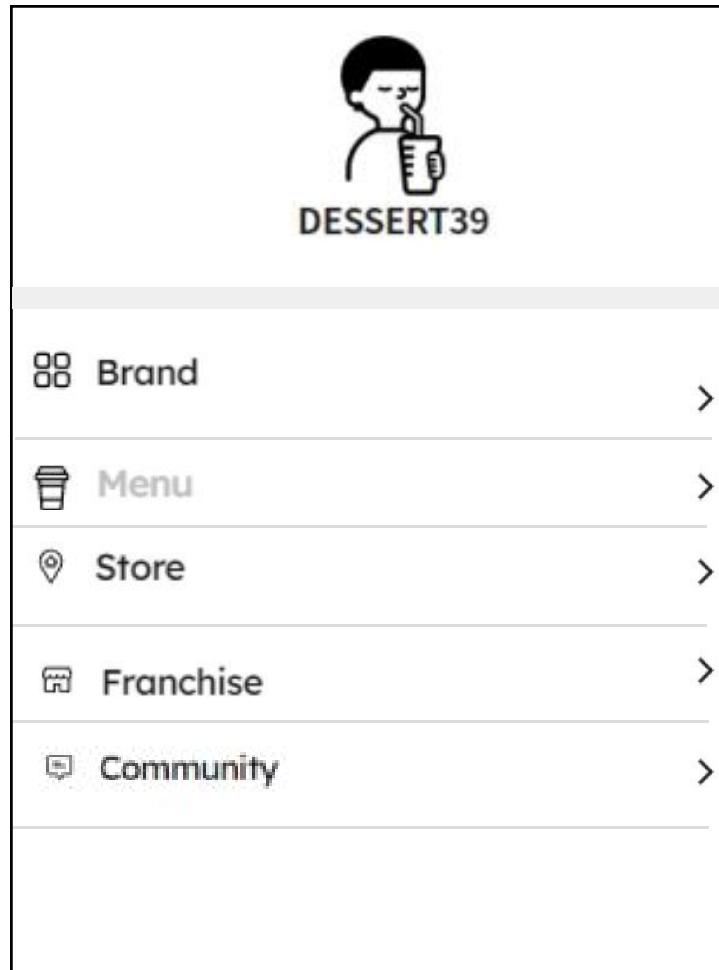 DESSERT39
Brand
Menu
Store
Franchise
Community